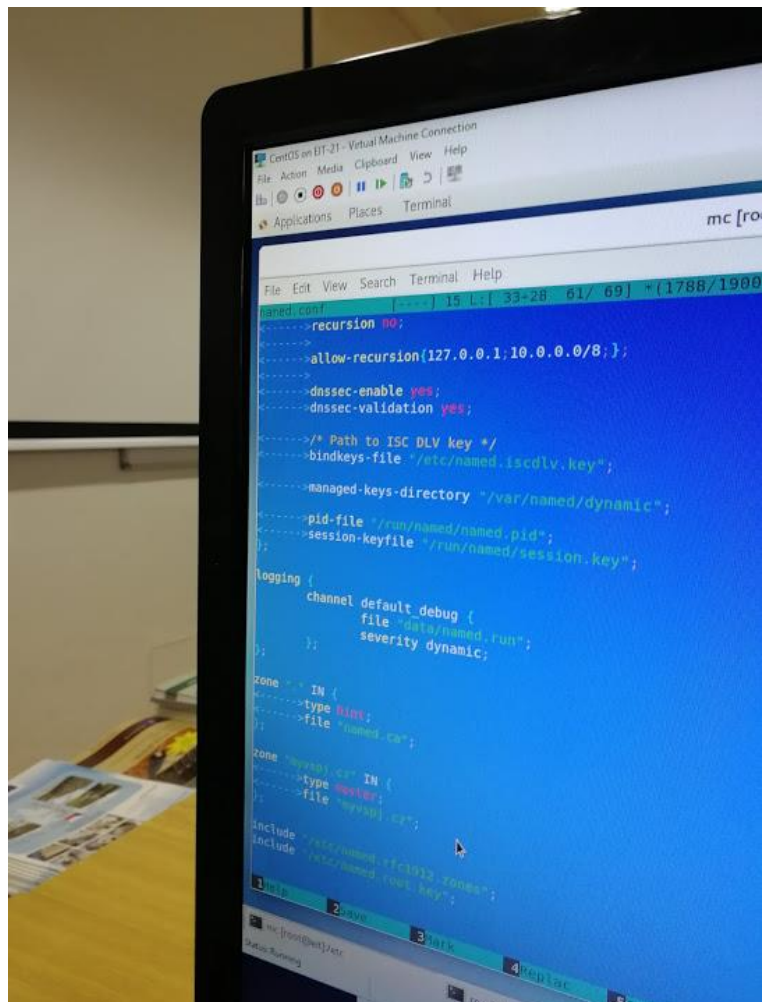 CentOS on EIT-21 - Virtual Machine Connection
File Action Media Clipboard View Help
Applications Places Terminal
mc [roo
File Edit View Search Terminal Help
named.conf [----] 15 L:[ 33+28 61/ 69] *(1788/1900
<------>recursion no;
<------>
<------>allow-recursion{127.0.0.1;10.0.0.0/8;};
<------>
<------>dnssec-enable yes;
<------>dnssec-validation yes;
<------>/* Path to ISC DLV key */
<------>bindkeys-file "/etc/named.iscdlv.key";
<------>managed-keys-directory "/var/named/dynamic";
<------>pid-file "/run/named/named.pid";
<------>session-keyfile "/run/named/session.key";
};
logging {
channel default_debug {
file "data/named.run";
severity dynamic;
};
};
zone "." IN {
<------>type hint;
<------>file "named.ca";
};
zone "myvspj.cz" IN {
<------>type
<------>file "myvspj.cz";
};
include "/etc/named.rfc1912.zones";
include "/etc/named.root.key";
1Help 2Save 3Mark 4Replac 5
mc [root@eit]:/etc
Status: Running